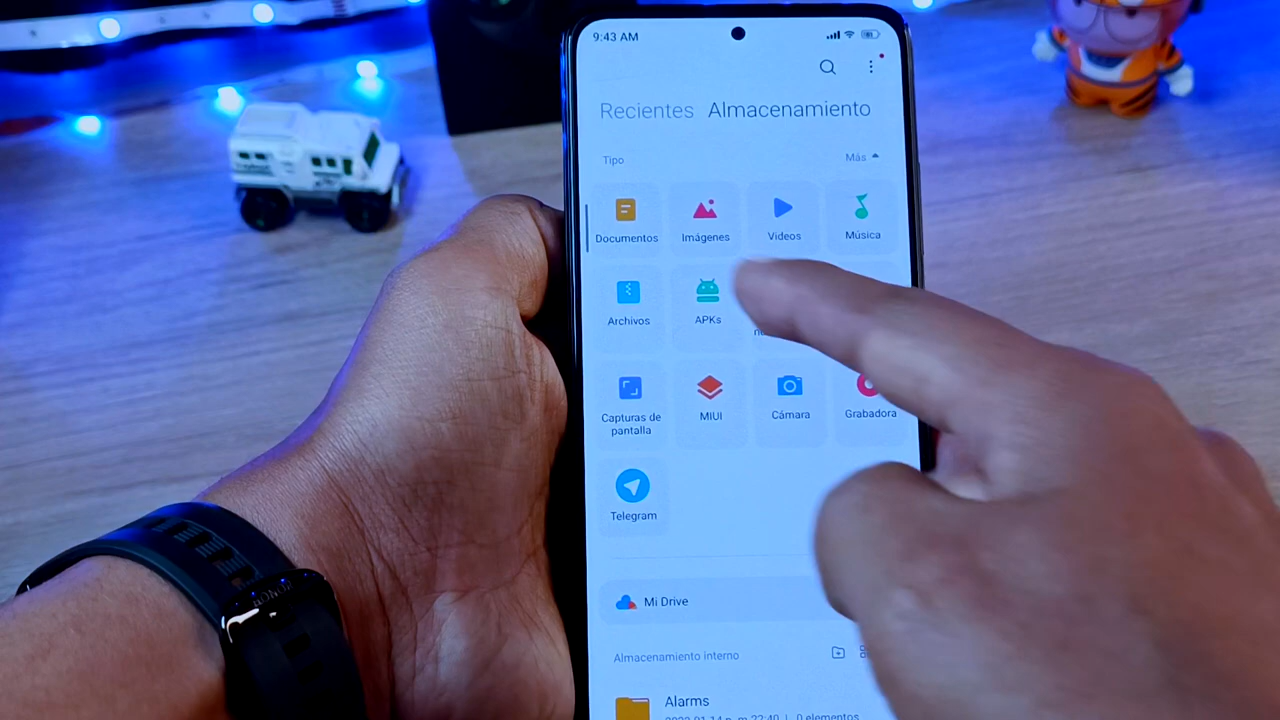 9:43 AM
Recientes Almacenamiento
Tipo
Más
Documentos
Imágenes
Videos
Música
Archivos
APKs
Capturas de
pantalla
MIUI
Cámara
Grabadora
Telegram
Mi Drive
Almacenamiento interno
Alarms
HONOR